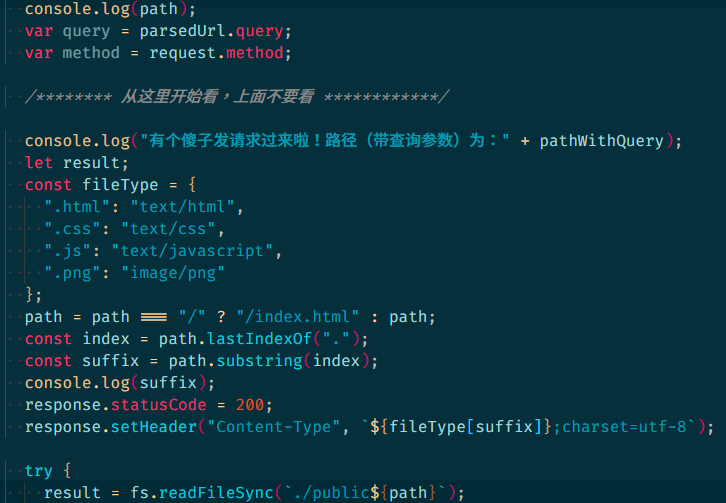 console.log(path);
var query = parsedUrl.query;
var method = request.method;
/******** 从这里开始看，上面不要看 ************/
console.log("有个傻子发请求过来啦！路径（带查询参数）为：" + pathWithQuery);
let result;
const fileType = {
".html": "text/html",
".css": "text/css",
".js": "text/javascript",
".png": "image/png"
};
path = path === "/" ? "/index.html" : path;
const index = path.lastIndexOf(".");
const suffix = path.substring(index);
console.log(suffix);
response.statusCode = 200;
response.setHeader("Content-Type", `${fileType[suffix]};charset=utf-8`);
try {
result = fs.readFileSync(`./public${path}`);